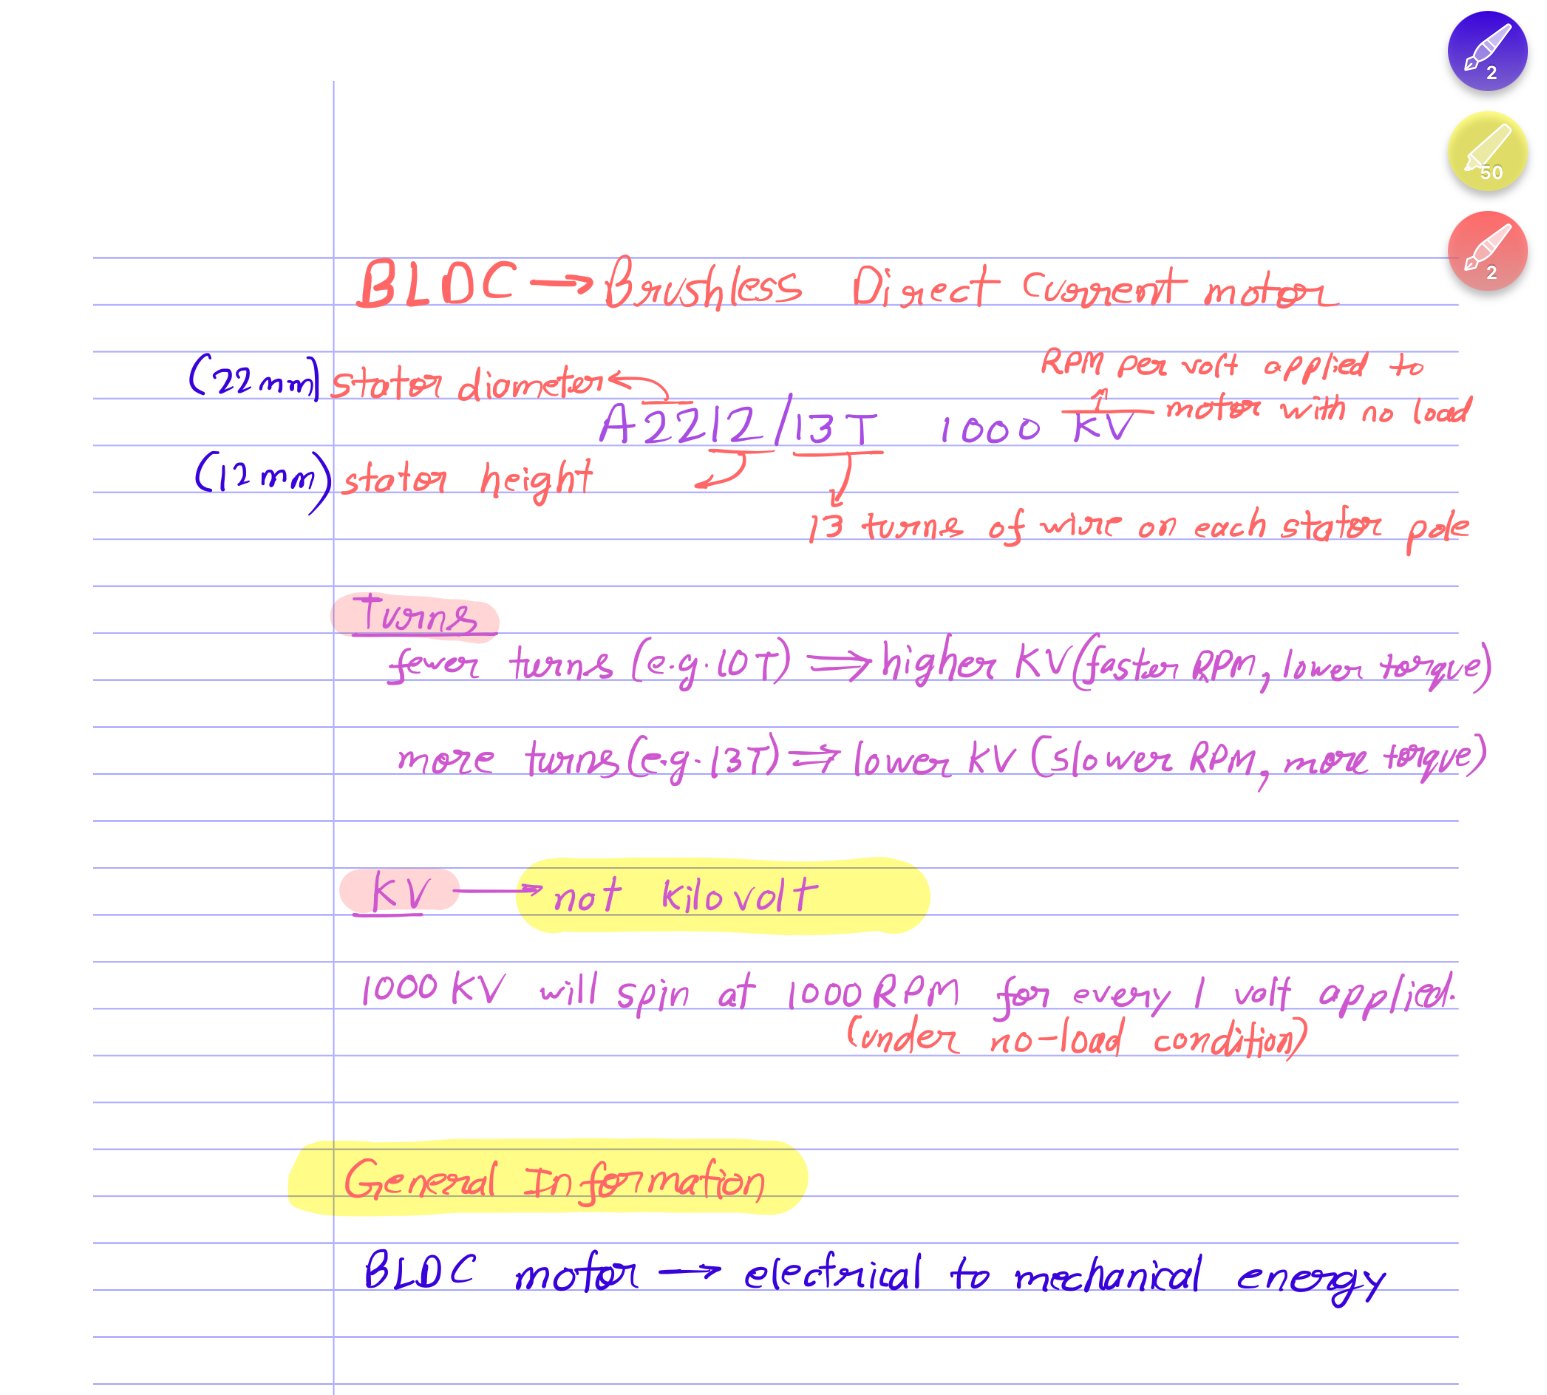 2
50
2
BLDC → Brushless Direct Current motor
RPM per volt applied to
(22mm) stator diameter
motor with no load
A2212/13T 1000 KV
(12mm) stator height
13 turns of wire on each stator pole
Turns
fewer turns (e.g. 10T) ⇒ higher KV (faster RPM, lower torque)
more turns (e.g. 13T) ⇒ lower KV (slower RPM, more torque)
KV → not kilovolt
1000 KV will spin at 1000 RPM for every 1 volt applied.
(under no-load condition)
General Information
BLDC motor → electrical to mechanical energy